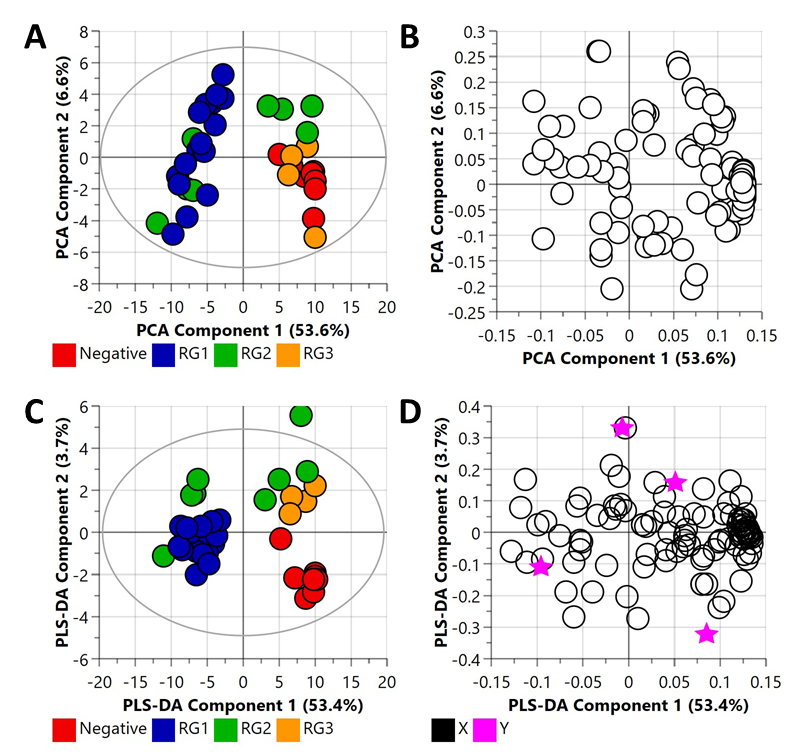 A
PCA Component 2 (6.6%)
8
6
4
2
0
-2
-4
-6
-8
-20 -15 -10 -5 0 5 10 15 20
PCA Component 1 (53.6%)
Negative RG1 RG2 RG3
B
PCA Component 2 (6.6%)
0.3
0.25
0.2
0.15
0.1
0.05
0
-0.05
-0.1
-0.15
-0.2
-0.25
-0.15 -0.1 -0.05 0 0.05 0.1 0.15
PCA Component 1 (53.6%)
C
PLS-DA Component 2 (3.7%)
6
4
2
0
-2
-4
-6
-20 -15 -10 -5 0 5 10 15 20
PLS-DA Component 1 (53.4%)
Negative RG1 RG2 RG3
D
PLS-DA Component 2 (3.7%)
0.4
0.3
0.2
0.1
0
-0.1
-0.2
-0.3
-0.4
-0.15 -0.1 -0.05 0 0.05 0.1 0.15
PLS-DA Component 1 (53.4%)
X Y